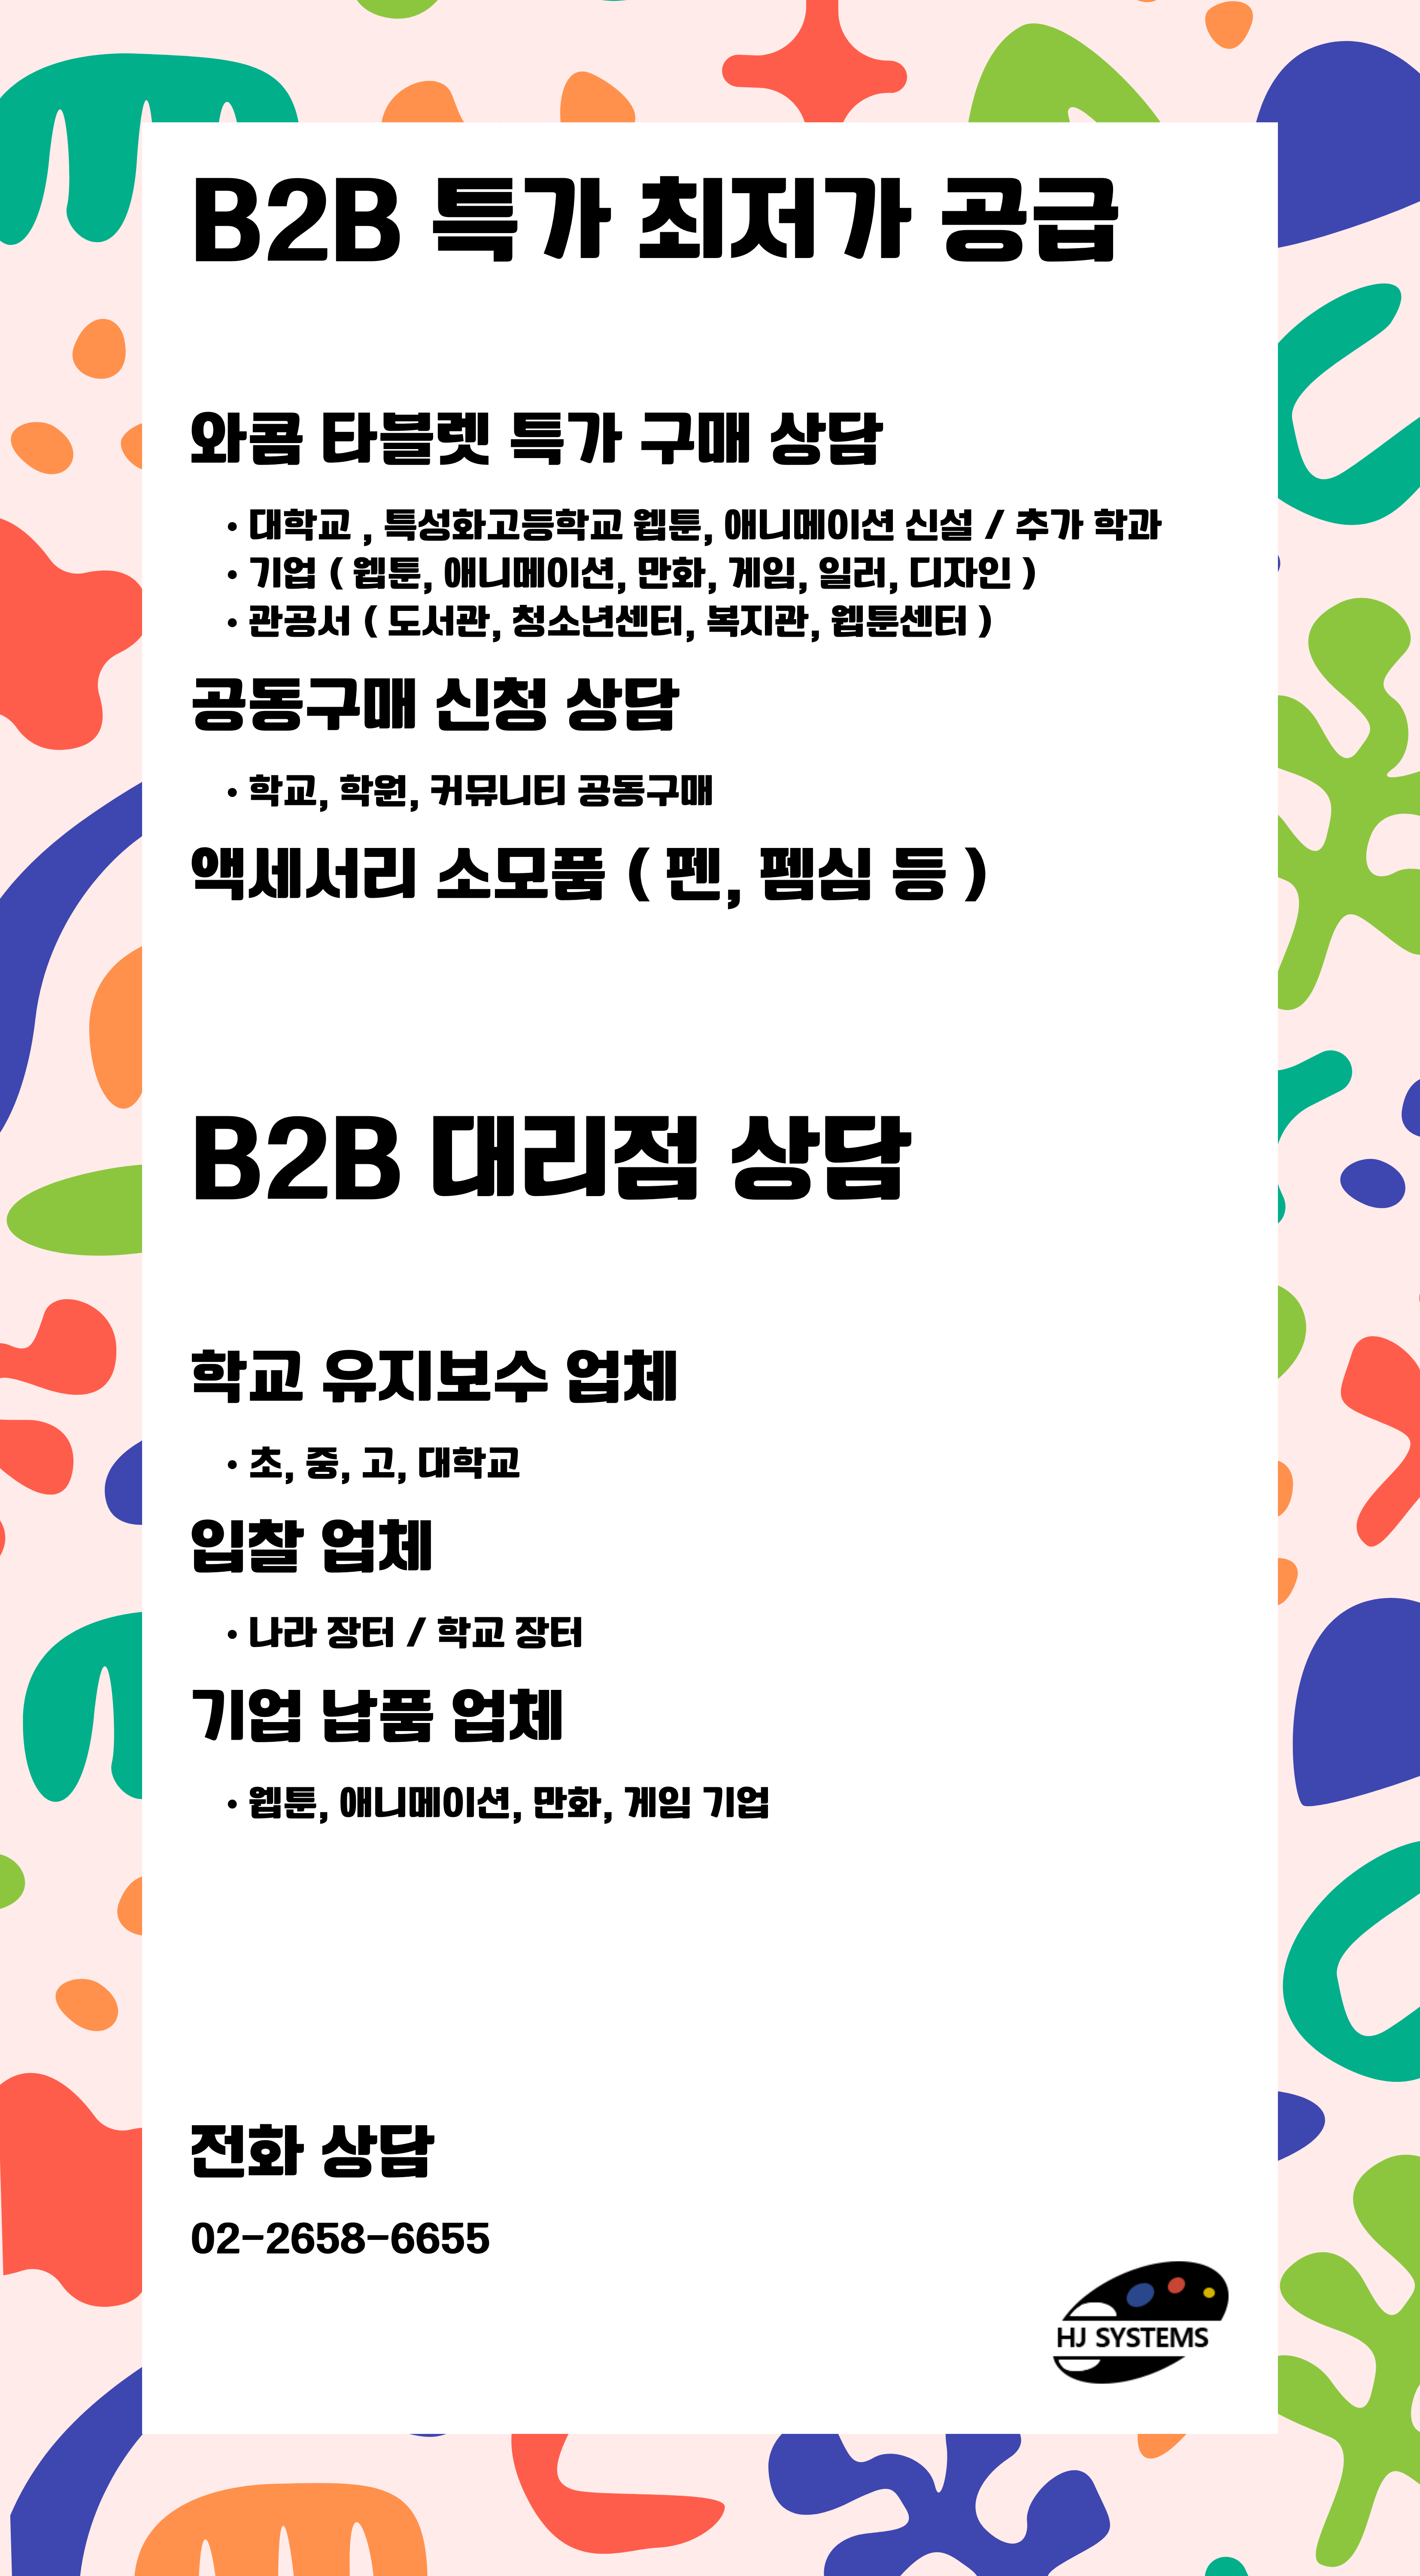 B2B 특가 최저가 공급
와콤 타블렛 특가 구매 상담
• 대학교 , 특성화고등학교 웹툰, 애니메이션 신설 / 추가 학과
• 기업 ( 웹툰, 애니메이션, 만화, 게임, 일러, 디자인 )
• 관공서 ( 도서관, 청소년센터, 복지관, 웹툰센터 )
공동구매 신청 상담
• 학교, 학원, 커뮤니티 공동구매
액세서리 소모품 ( 펜, 펨심 등 )
B2B 대리점 상담
학교 유지보수 업체
• 초, 중, 고, 대학교
입찰 업체
• 나라 장터 / 학교 장터
기업 납품 업체
• 웹툰, 애니메이션, 만화, 게임 기업
전화 상담
02-2658-6655
HJ SYSTEMS